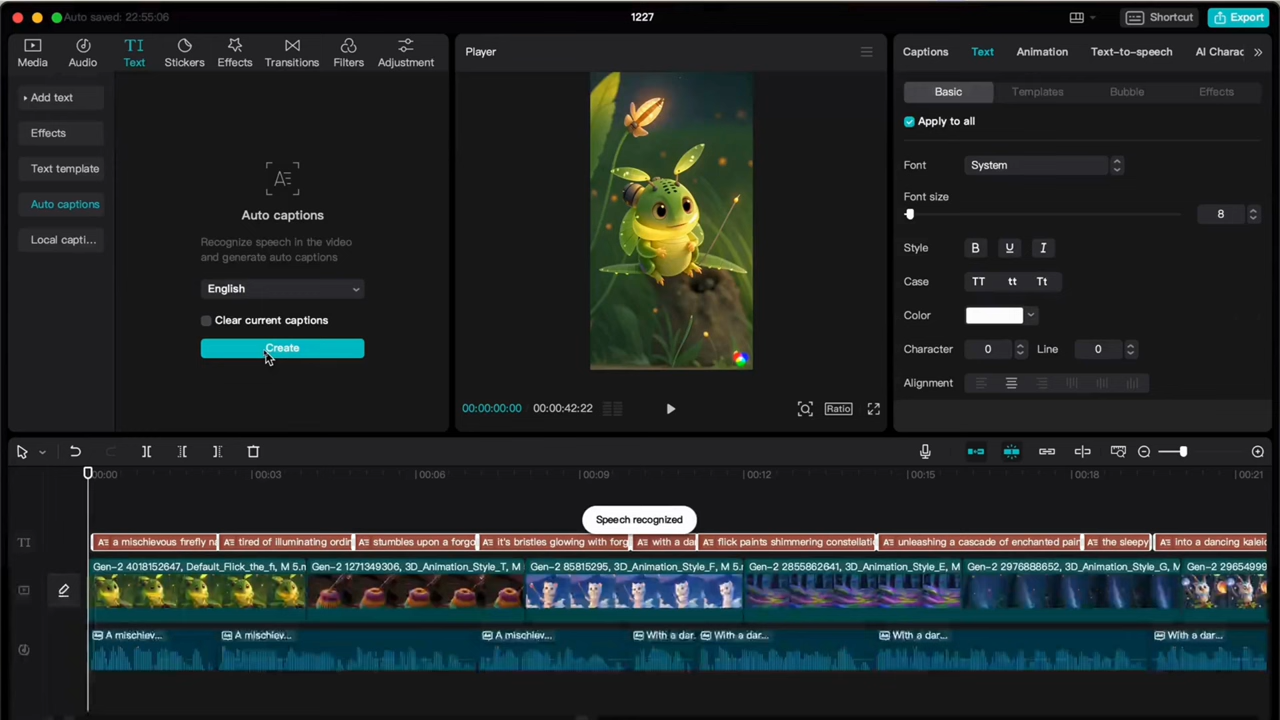 Auto saved: 22:55:06
1227
Shortcut
Export
Media
Audio
TI
Text
Stickers
Effects
Transitions
Filters
Adjustment
Add text
Effects
Text template
Auto captions
Local capti...
A
Auto captions
Recognize speech in the video
and generate auto captions
English
Clear current captions
Create
Player
00:00:00:00
00:00:42:22
Ratio
Captions
Text
Animation
Text-to-speech
AI Charac
Basic
Templates
Bubble
Effects
Apply to all
Font
System
Font size
8
Style
B U I
Case
TT tt Tt
Color
Character
0
Line
0
Alignment
00:00
00:03
00:06
00:09
00:12
00:15
00:18
00:21
Speech recognized
TI
a mischievous firefly
tired of illuminating ordin
stumbles upon a forgo
it's bristles glowing with forg
with a da
flick paints shimmering constellati
unleashing a cascade of enchanted pain
the sleepy
into a dancing kaleid
Gen-2 4018152647, Default_Flick_the_fi, M 5.m
Gen-2 1271349306, 3D_Animation_Style_T, M
Gen-2 85815295, 3D_Animation_Style_F, M 5.m
Gen-2 2855862641, 3D_Animation_Style_E, M
Gen-2 2976888652, 3D_Animation_Style_G, M
Gen-2 29654999
A mischiev...
A mischiev...
A mischiev...
With a dar.
With a dar...
With a dar...
With a dar...